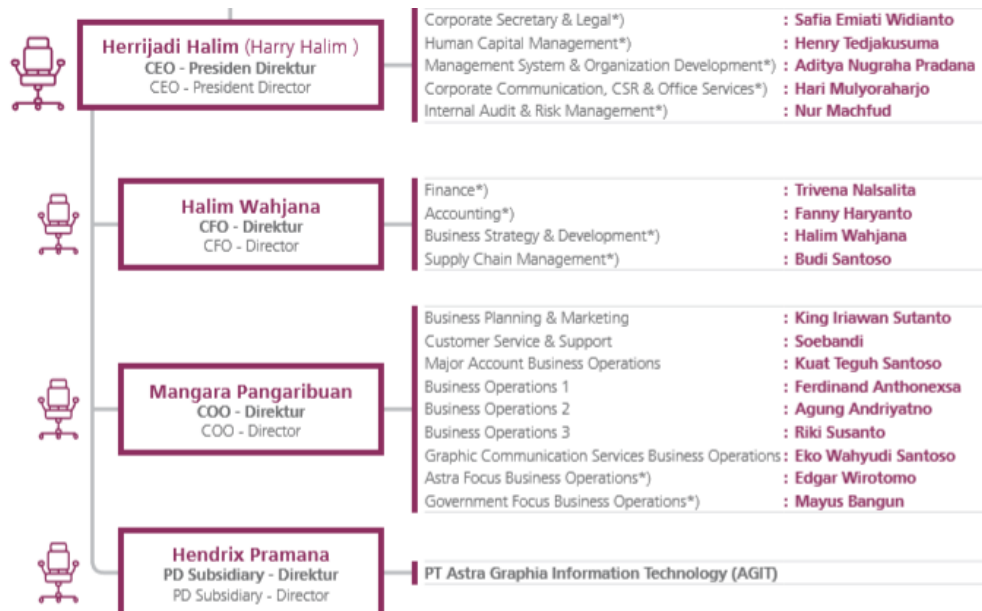 Herrijadi Halim (Harry Halim )
CEO - Presiden Direktur
CEO - President Director
Corporate Secretary & Legal*) : Safia Emiati Widianto
Human Capital Management*) : Henry Tedjakusuma
Management System & Organization Development*) : Aditya Nugraha Pradana
Corporate Communication, CSR & Office Services*) : Hari Mulyoraharjo
Internal Audit & Risk Management*) : Nur Machfud
Halim Wahjana
CFO - Direktur
CFO - Director
Finance*) : Trivena Nalsalita
Accounting*) : Fanny Haryanto
Business Strategy & Development*) : Halim Wahjana
Supply Chain Management*) : Budi Santoso
Mangara Pangaribuan
COO - Direktur
COO - Director
Business Planning & Marketing : King Iriawan Sutanto
Customer Service & Support : Soebandi
Major Account Business Operations : Kuat Teguh Santoso
Business Operations 1 : Ferdinand Anthonexsa
Business Operations 2 : Agung Andriyatno
Business Operations 3 : Riki Susanto
Graphic Communication Services Business Operations : Eko Wahyudi Santoso
Astra Focus Business Operations*) : Edgar Wirotomo
Government Focus Business Operations*) : Mayus Bangun
Hendrix Pramana
PD Subsidiary - Direktur
PD Subsidiary - Director
PT Astra Graphia Information Technology (AGIT)